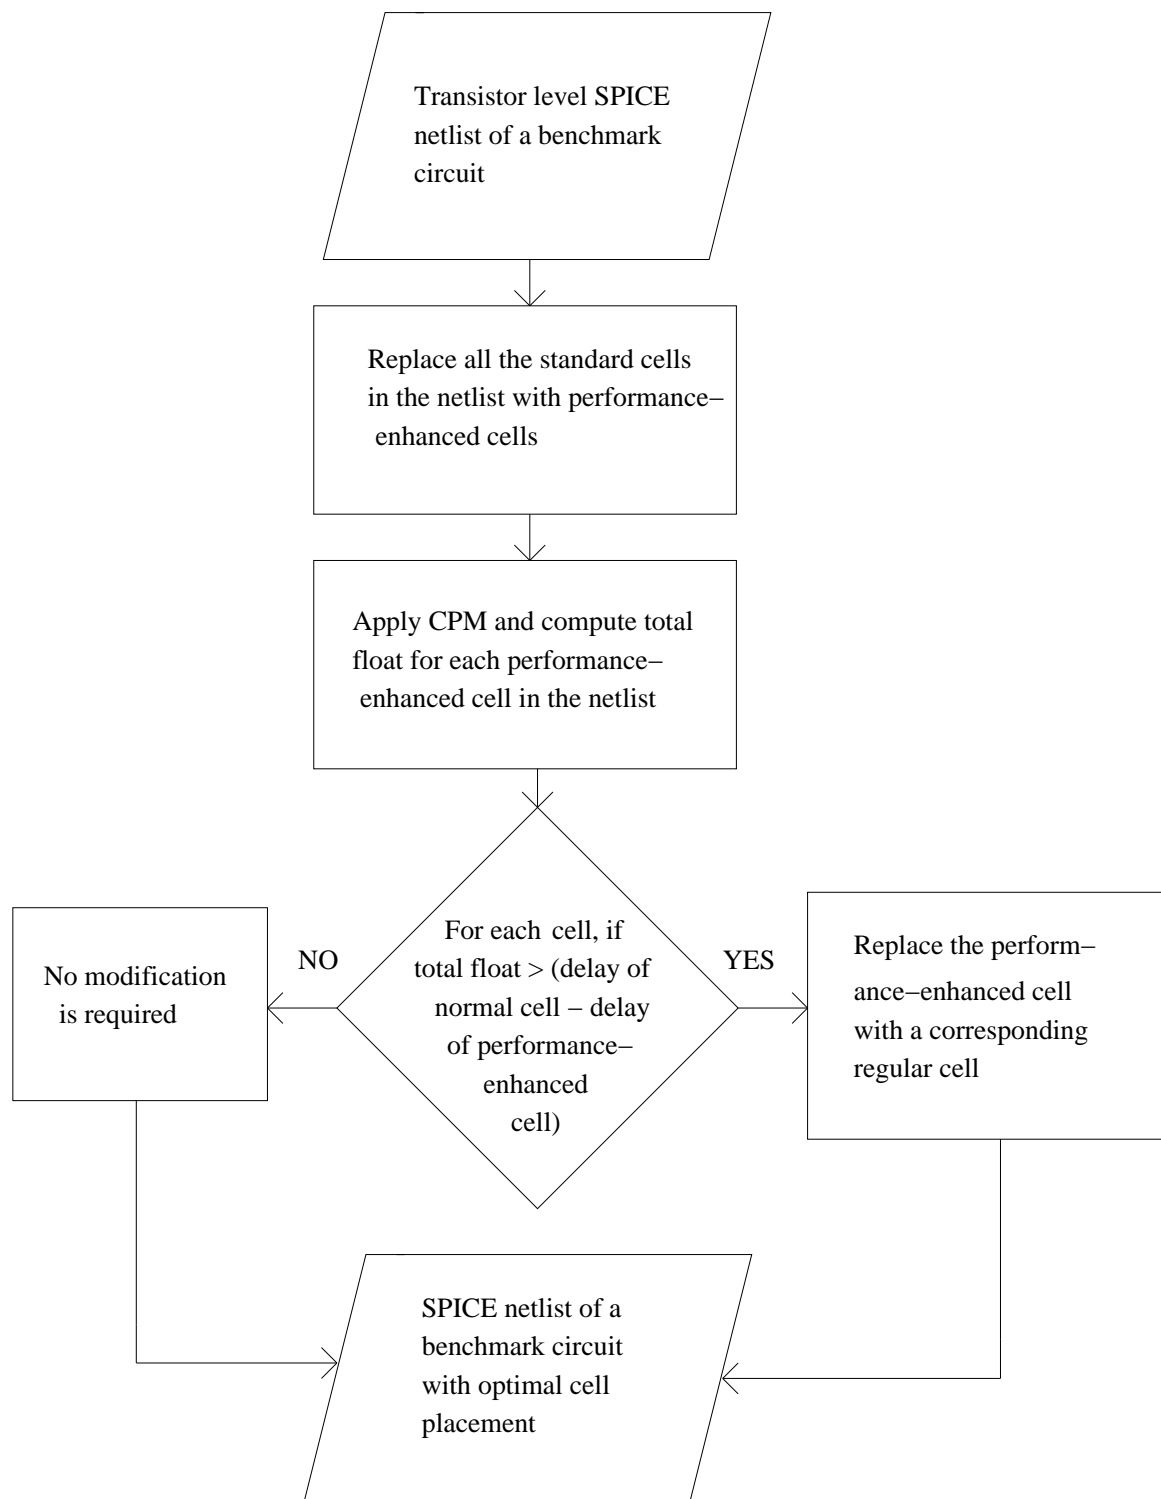 Transistor level SPICE
netlist of a benchmark
circuit
Replace all the standard cells
in the netlist with performance−
enhanced cells
Apply CPM and compute total
float for each performance−
enhanced cell in the netlist
For each cell, if
total float > (delay of
normal cell − delay
of performance−
enhanced
cell)
NO
YES
No modification
is required
Replace the perform−
ance−enhanced cell
with a corresponding
regular cell
SPICE netlist of a
benchmark circuit
with optimal cell
placement